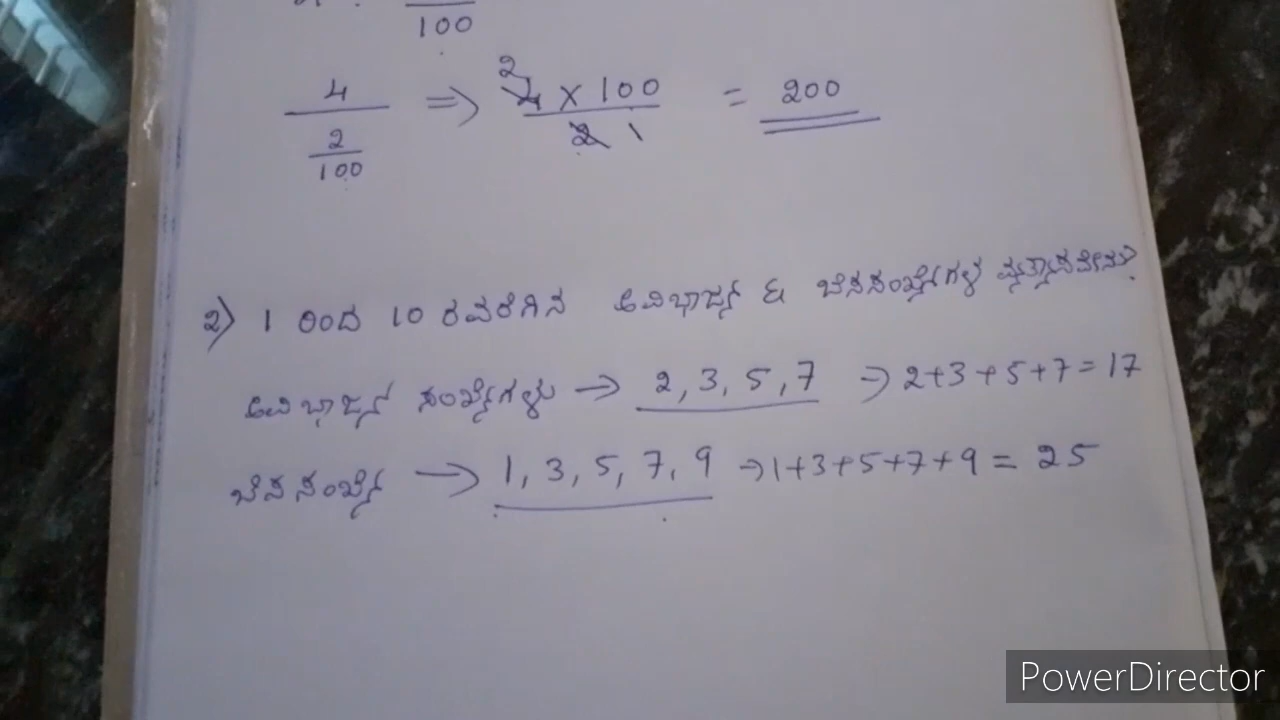 100
4 / 2/100 => 4 2 x 100 / 2 1 = 200
2) 1 ರಿಂದ 10 ರವರೆಗಿನ ಅವಿಭಾಜ್ಯ & ಬೆಸಸಂಖ್ಯೆಗಳ ವ್ಯತ್ಯಾಸವೇನು?
ಅವಿಭಾಜ್ಯ ಸಂಖ್ಯೆಗಳು → 2, 3, 5, 7 → 2+3+5+7=17
ಬೆಸಸಂಖ್ಯೆ → 1, 3, 5, 7, 9 → 1+3+5+7+9 = 25
PowerDirector